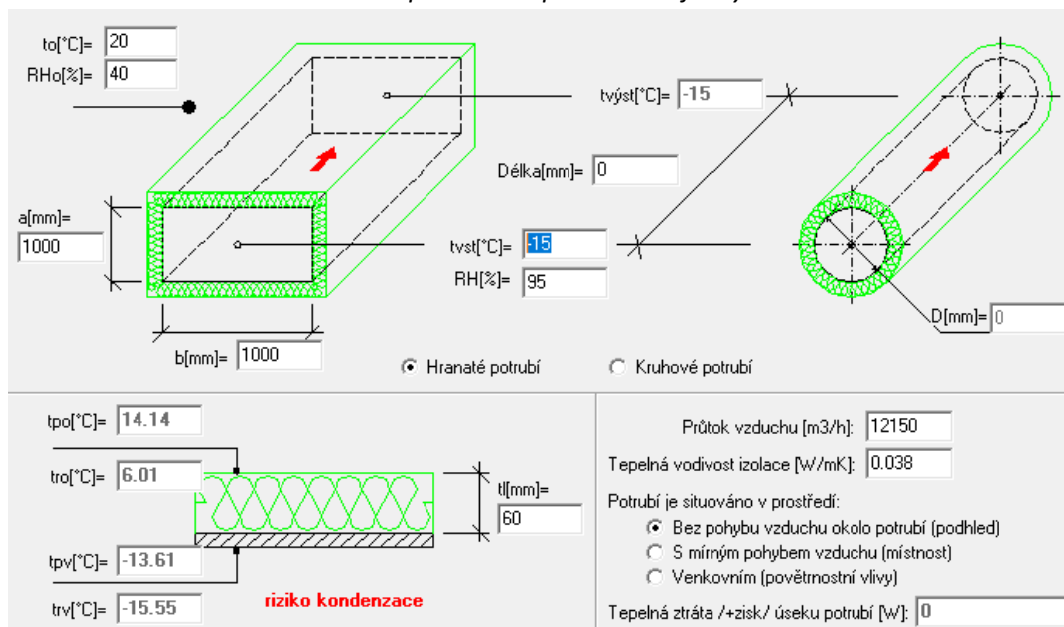 to[°C]= 20
RHo[%]= 40
tvýst[°C]= -15
Délka[mm]= 0
a[mm]=
1000
tvst[°C]= -15
RH[%]= 95
D[mm]= 0
b[mm]= 1000
Hranaté potrubí
Kruhové potrubí
tpo[°C]= 14.14
tro[°C]= 6.01
tl[mm]=
60
tpv[°C]= -13.61
trv[°C]= -15.55
riziko kondenzace
Průtok vzduchu [m3/h]: 12150
Tepelná vodivost izolace [W/mK]: 0.038
Potrubí je situováno v prostředí:
Bez pohybu vzduchu okolo potrubí (podhled)
S mírným pohybem vzduchu (místnost)
Venkovním (povětrnostní vlivy)
Tepelná ztráta /+zisk/ úseku potrubí [W]: 0